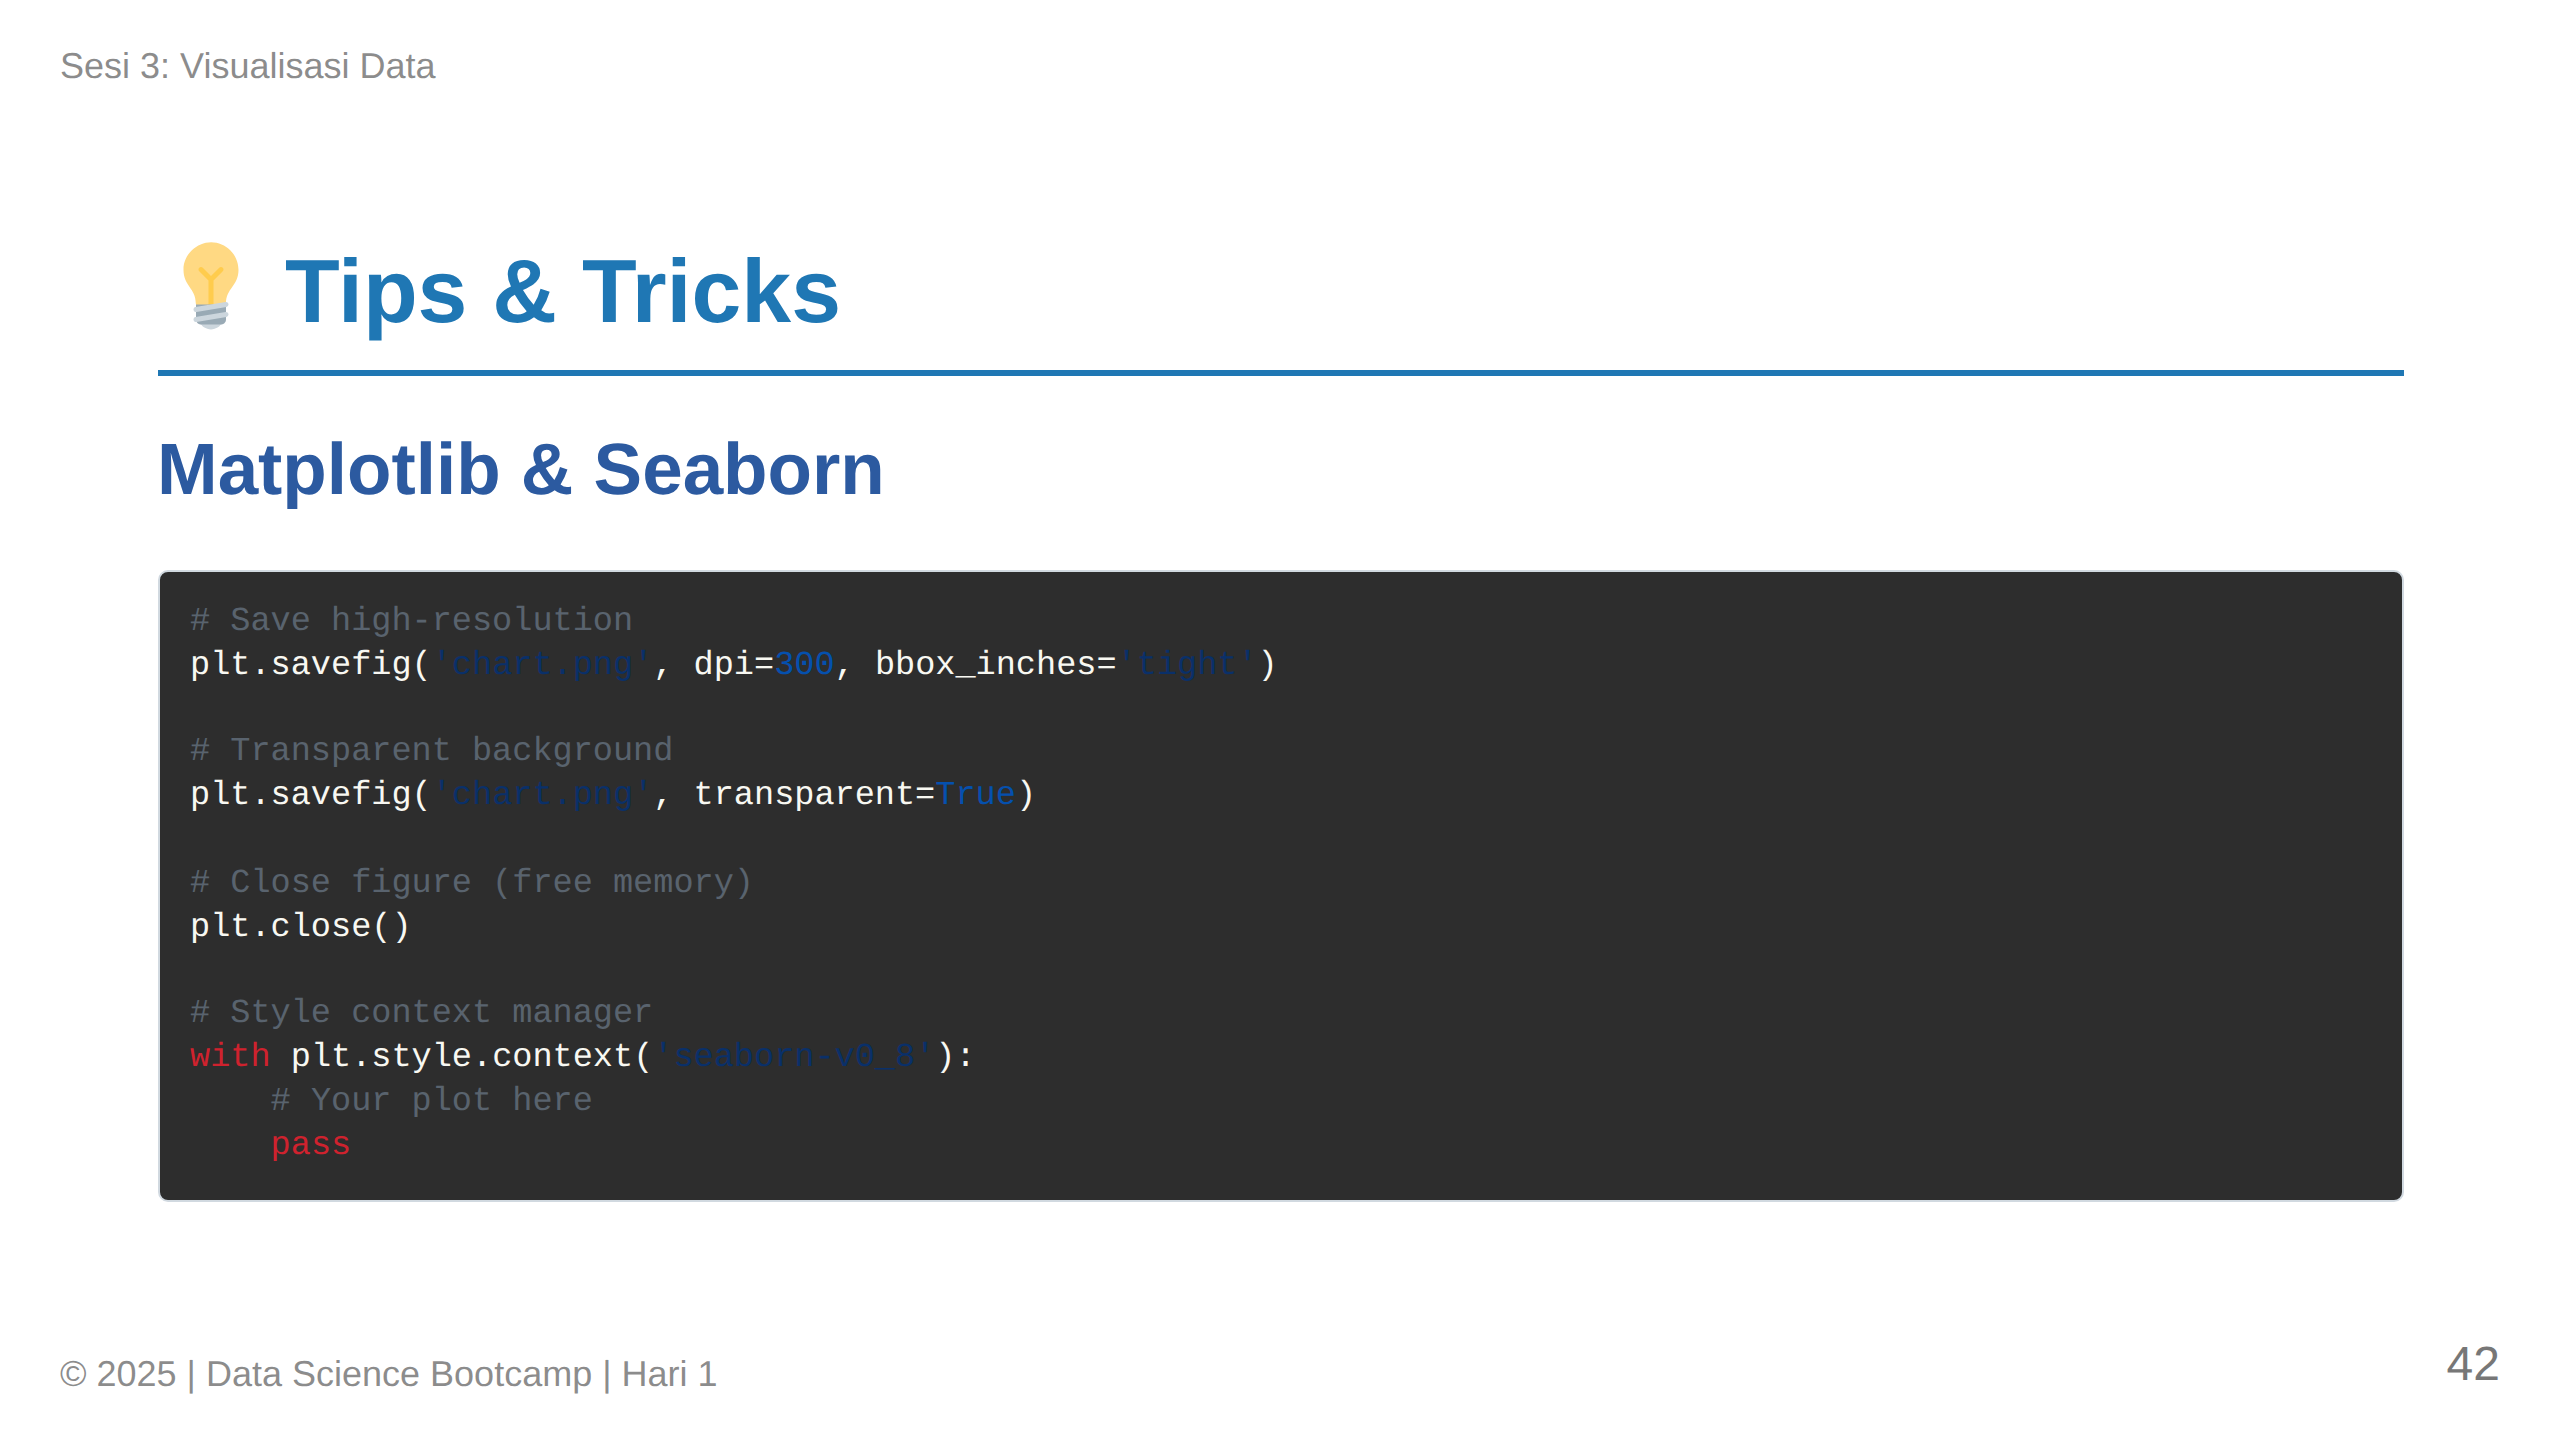 Sesi 3: Visualisasi Data
Tips & Tricks
Matplotlib & Seaborn
# Save high-resolution
plt.savefig('chart.png', dpi=300, bbox_inches='tight')
# Transparent background
plt.savefig('chart.png', transparent=True)
# Close figure (free memory)
plt.close()
# Style context manager
with plt.style.context('seaborn-v0_8'):
    # Your plot here
    pass
© 2025 | Data Science Bootcamp | Hari 1
42